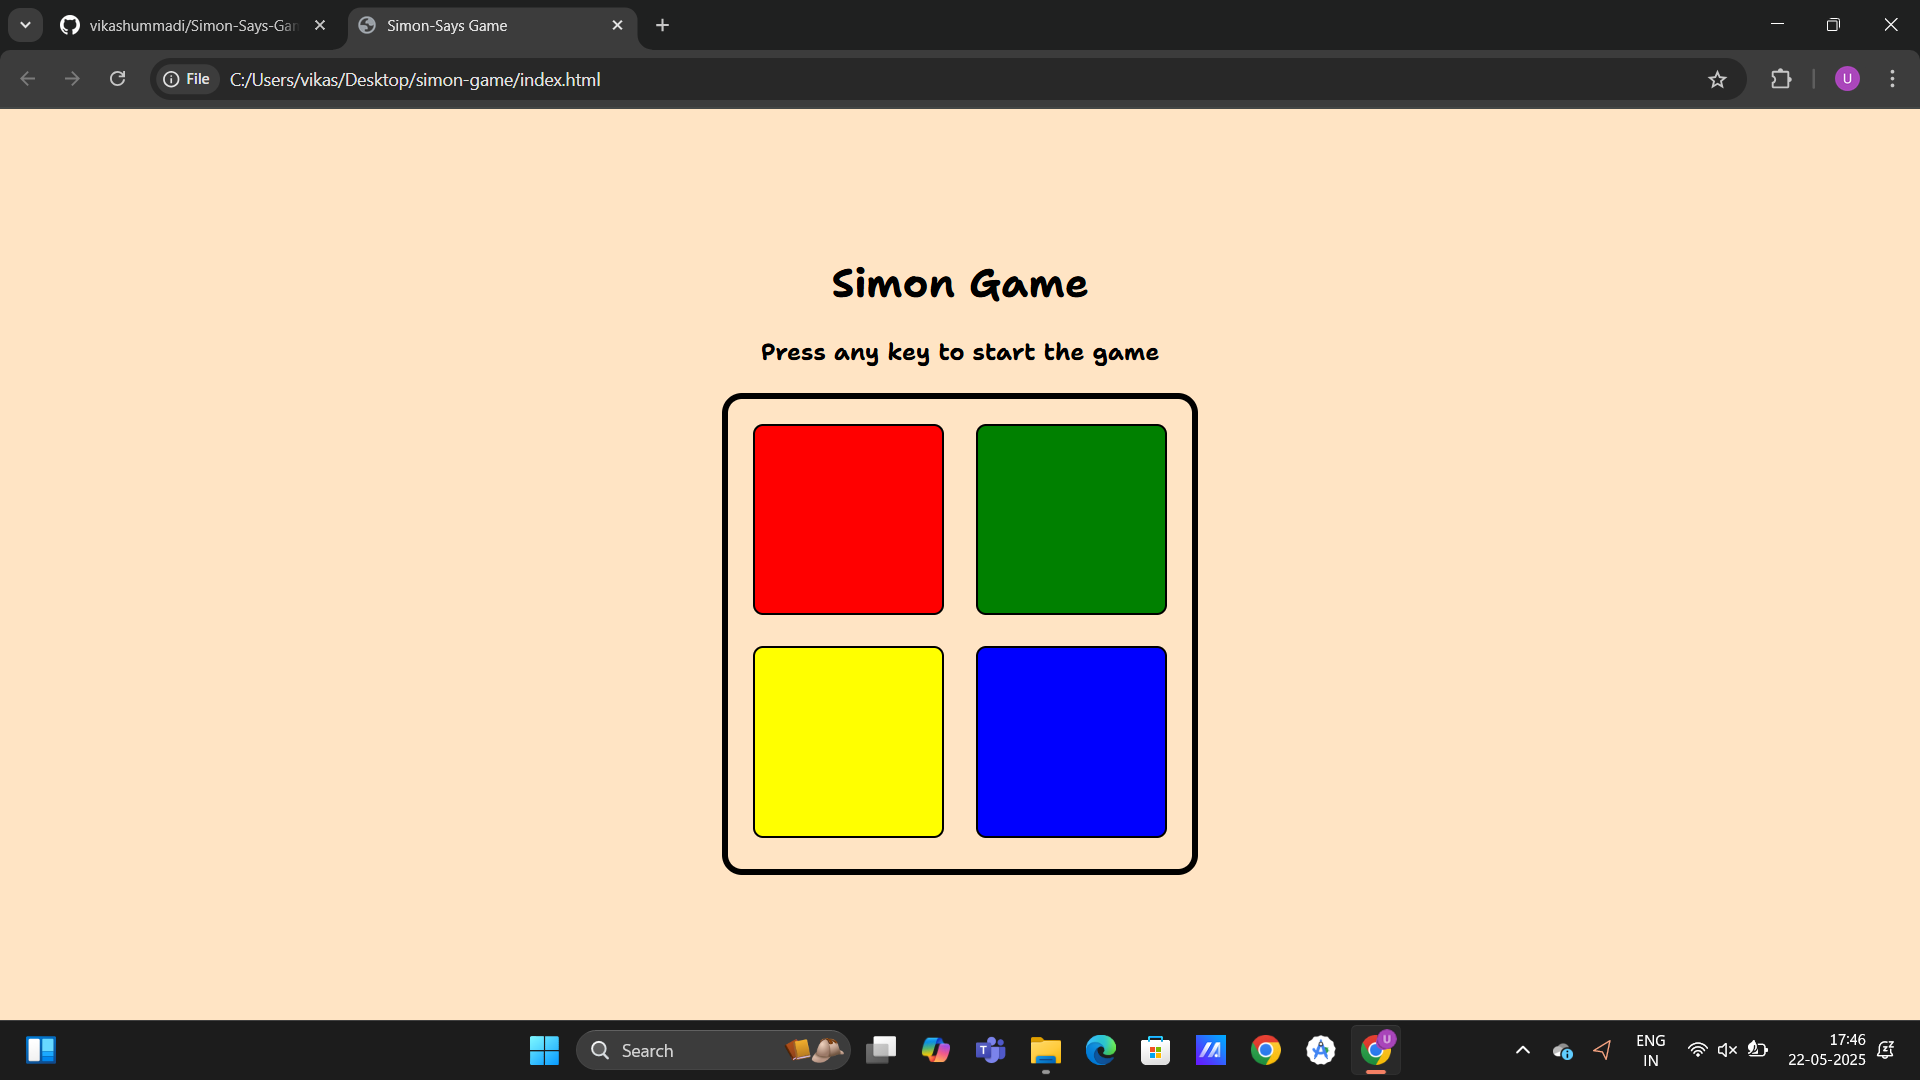 vikashummadi/Simon-Says-Gam
Simon-Says Game
File
C:/Users/vikas/Desktop/simon-game/index.html
U
Simon Game
Press any key to start the game
Search
U
ENG
IN
17:46
22-05-2025